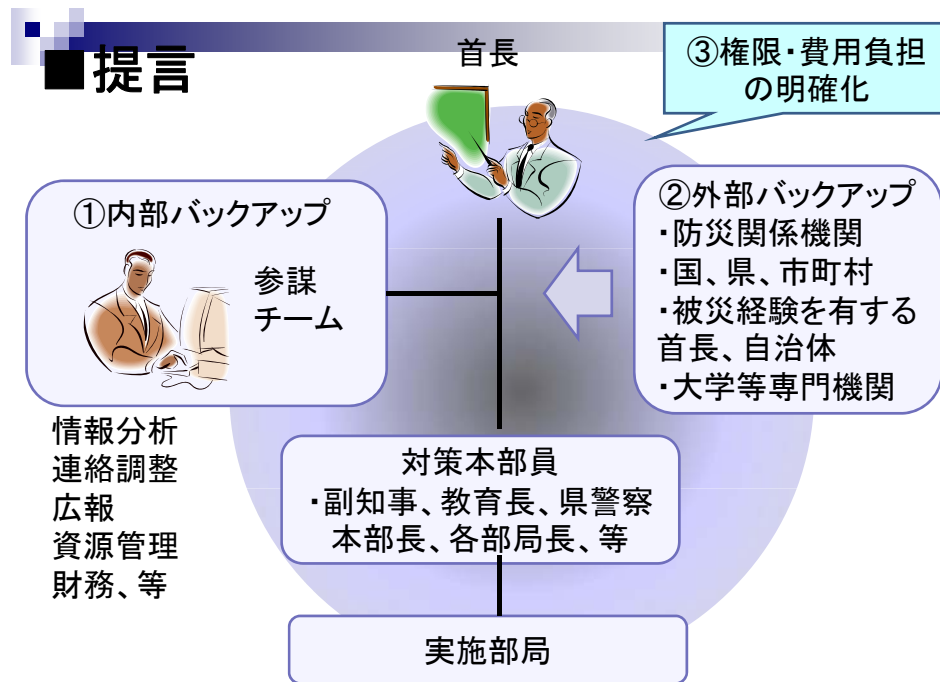 ■提言
首長
③権限・費用負担
の明確化
①内部バックアップ
参謀
チーム
②外部バックアップ
・防災関係機関
・国、県、市町村
・被災経験を有する
首長、自治体
・大学等専門機関
情報分析
連絡調整
広報
資源管理
財務、等
対策本部員
・副知事、教育長、県警察
本部長、各部局長、等
実施部局